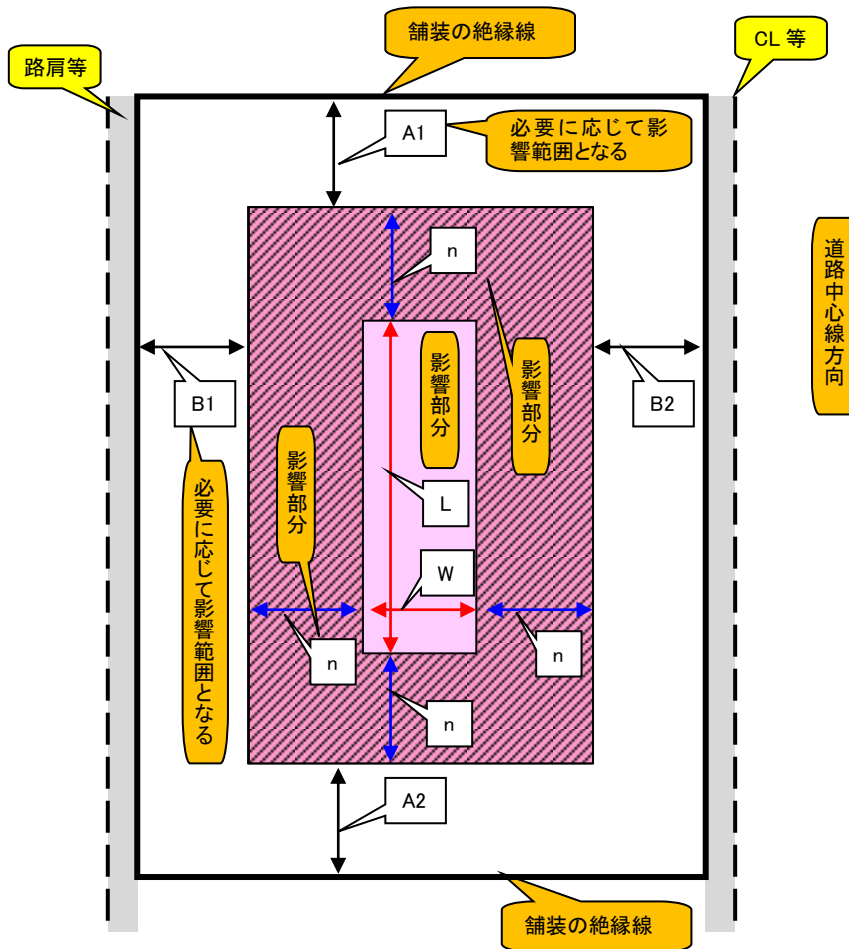 舗装の絶縁線
CL 等
路肩等
A1
必要に応じて影
響範囲となる
n
道路中心線方向
影響部分
影響部分
B1
B2
影響部分
L
必要に応じて影響範囲となる
W
n
n
n
A2
舗装の絶縁線